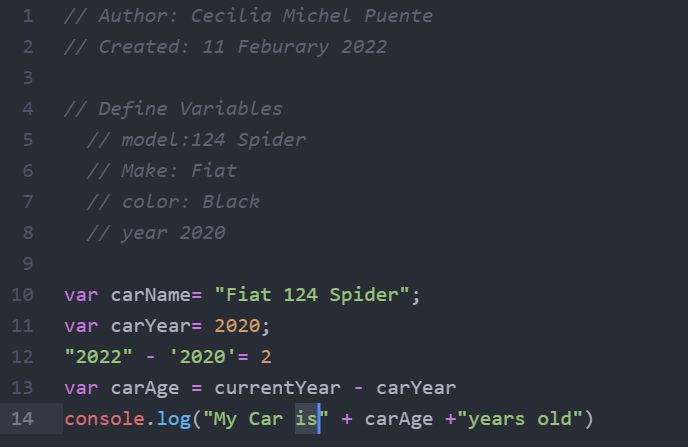 1 // Author: Cecilia Michel Puente
2 // Created: 11 Feburary 2022
3
4 // Define Variables
5 // model:124 Spider
6 // Make: Fiat
7 // color: Black
8 // year 2020
9
10 var carName= "Fiat 124 Spider";
11 var carYear= 2020;
12 "2022" - '2020'= 2
13 var carAge = currentYear - carYear
14 console.log("My Car is" + carAge +"years old")